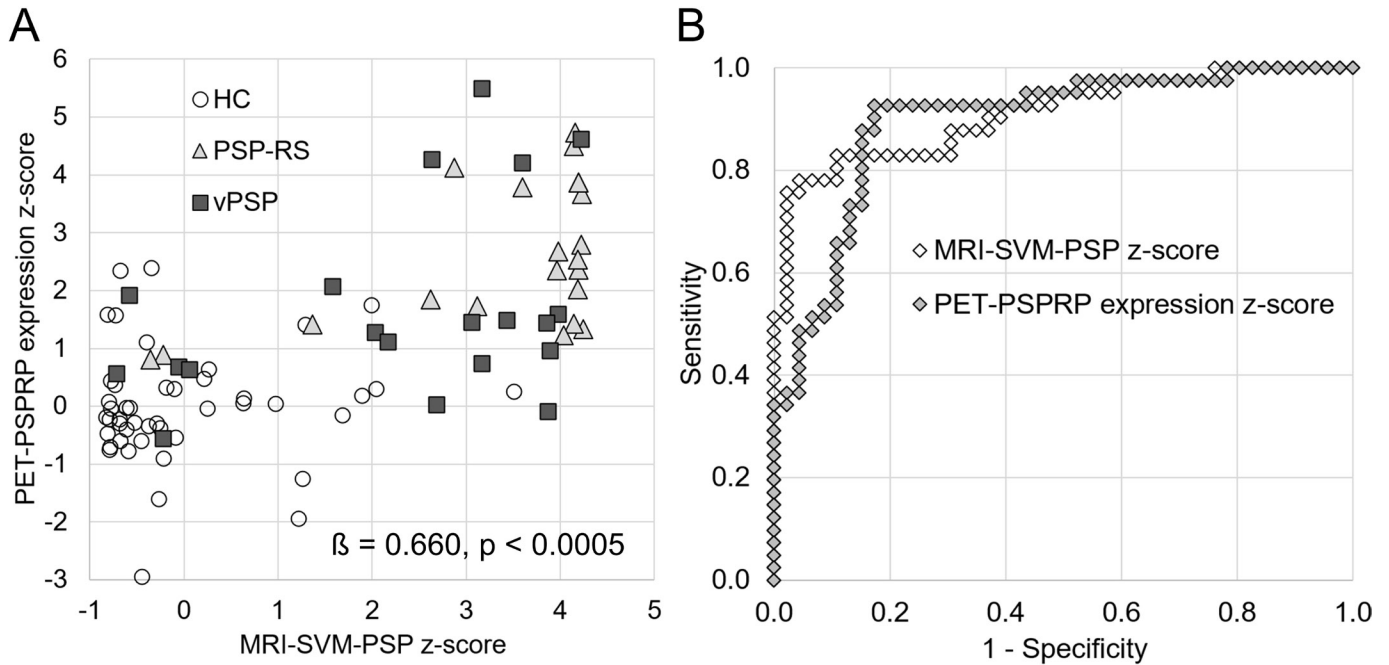 A
PET-PSPRP expression z-score
6
5
4
3
2
1
0
-1
-2
-3
HC
PSP-RS
vPSP
ß = 0.660, p < 0.0005
-1 0 1 2 3 4 5
MRI-SVM-PSP z-score
B
Sensitivity
1.0
0.8
0.6
0.4
0.2
0.0
MRI-SVM-PSP z-score
PET-PSPRP expression z-score
0.0 0.2 0.4 0.6 0.8 1.0
1 - Specificity